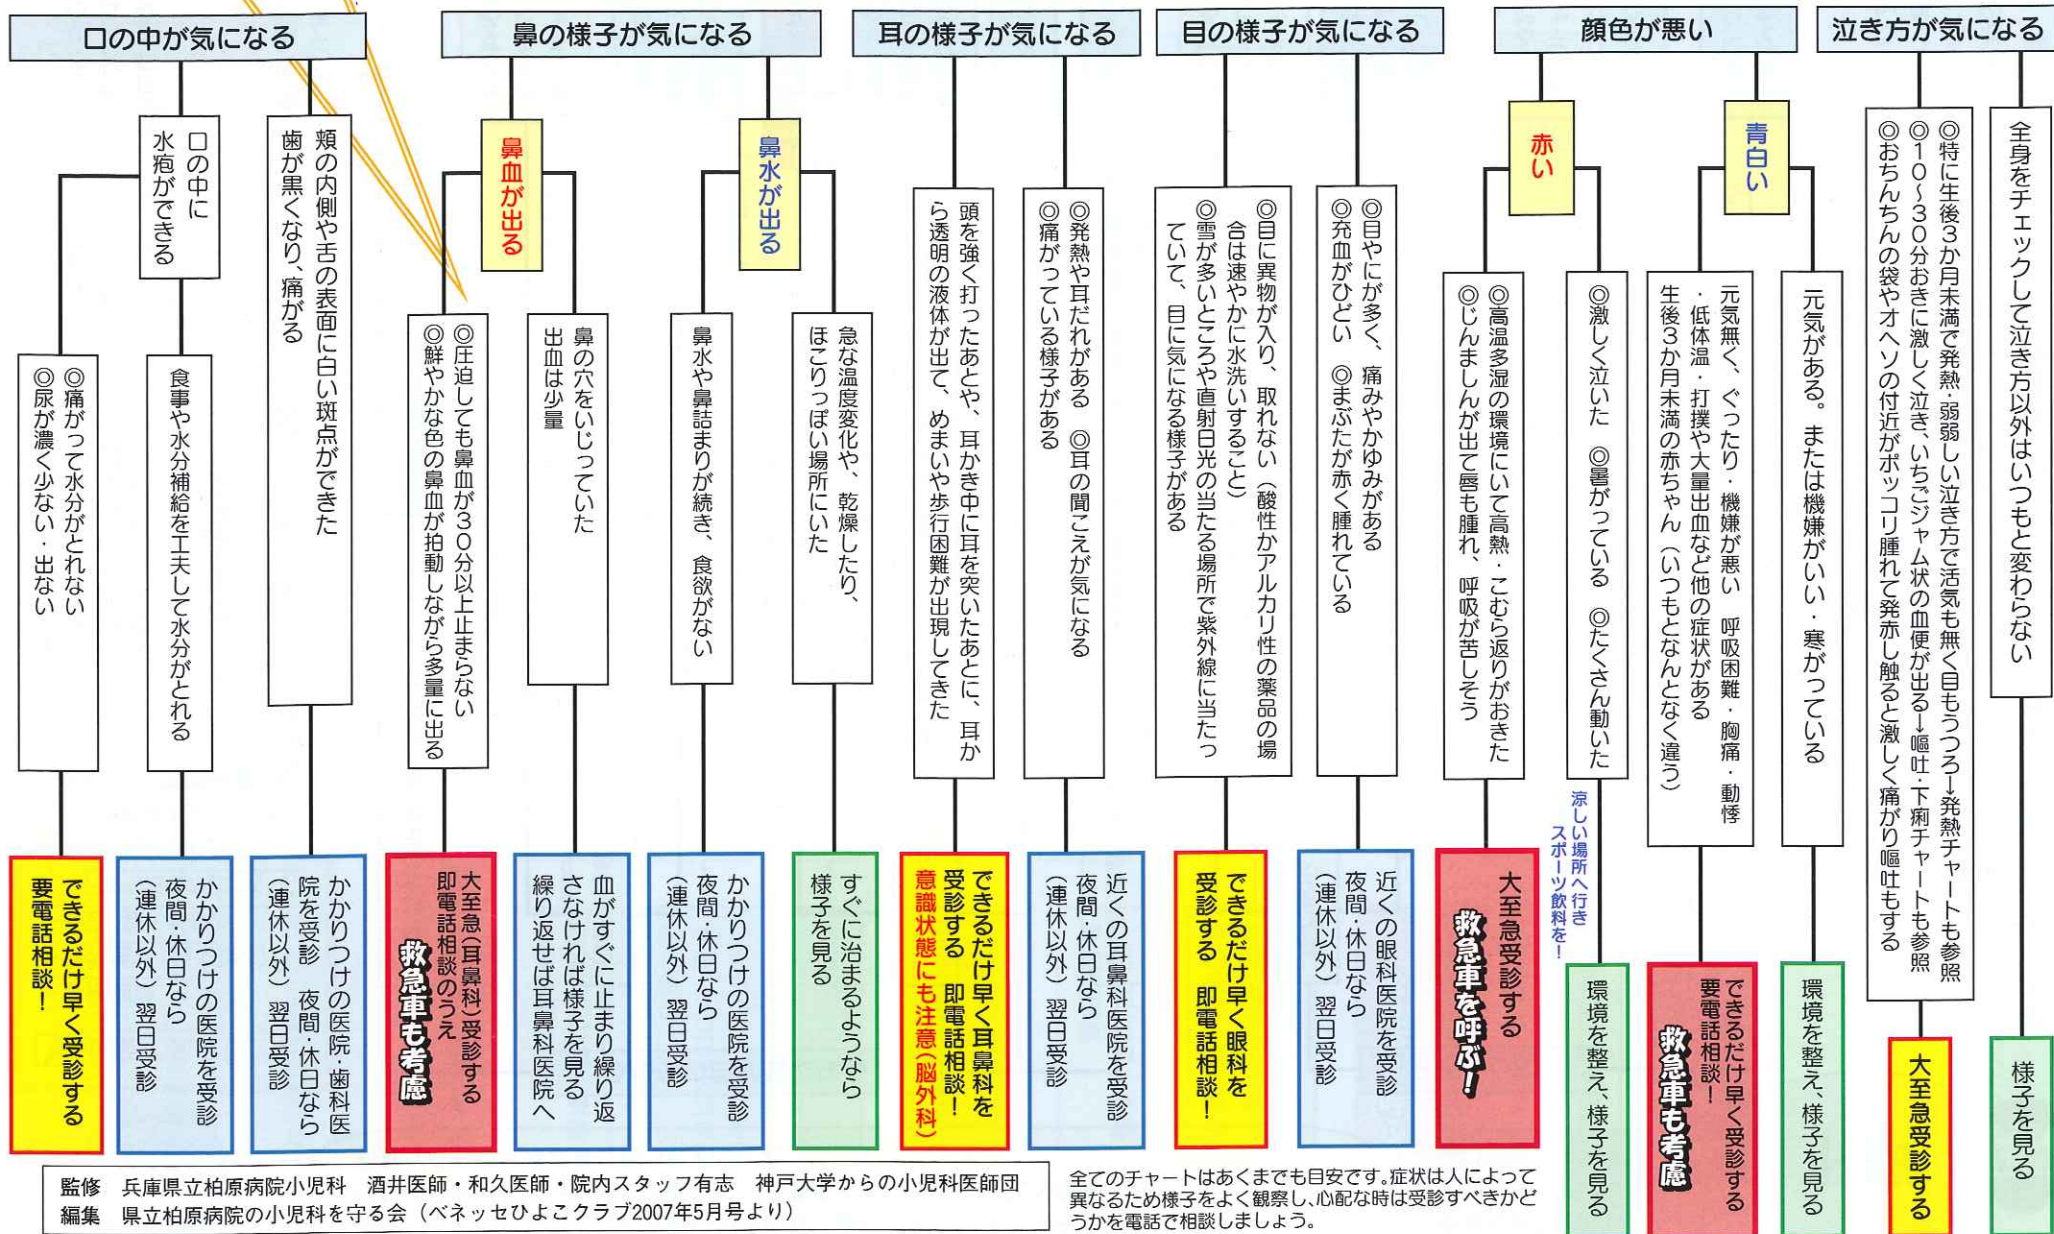 泣き方が気になる
全身をチェックして泣き方以外はいつもと変わらない
様子を見る
◎特に生後3か月未満で発熱・弱弱しい泣き方で活気も無く目もうつろ→発熱チャートも参照
◎10~30分おきに激しく泣き、いちごジャム状の血便が出る→嘔吐・下痢チャートも参照
◎おちんちんの袋やオヘソの付近がポッコリ腫れて発赤し触ると激しく痛がり嘔吐もする
大至急受診する
顔色が悪い
青白い
元気がある。または機嫌がいい・寒がっている
環境を整え、様子を見る
元気無く、ぐったり・機嫌が悪い 呼吸困難・胸痛・動悸
・低体温・打撲や大量出血など他の症状がある
生後3か月未満の赤ちゃん(いつもとなんとなく違う)
できるだけ早く受診する
要電話相談!
救急車も考慮
赤い
◎激しく泣いた ◎暑がっている ◎たくさん動いた
涼しい場所へ行き
スポーツ飲料を!
環境を整え、様子を見る
◎高温多湿の環境にいて高熱・こむら返りがおきた
◎じんましんが出て唇も腫れ、呼吸が苦しそう
大至急受診する
救急車を呼ぶ!
目の様子が気になる
◎目やにが多く、痛みやかゆみがある
◎充血がひどい ◎まぶたが赤く腫れている
近くの眼科医院を受診
夜間・休日なら
(連休以外)翌日受診
◎目に異物が入り、取れない(酸性かアルカリ性の薬品の場
合は速やかに水洗いすること)
◎雪が多いところや直射日光の当たる場所で紫外線に当たっ
ていて、目に気になる様子がある
できるだけ早く眼科を
受診する 即電話相談!
耳の様子が気になる
◎発熱や耳だれがある ◎耳の聞こえが気になる
◎痛がっている様子がある
近くの耳鼻科医院を受診
夜間・休日なら
(連休以外)翌日受診
頭を強く打ったあとや、耳かき中に耳を突いたあとに、耳か
ら透明の液体が出て、めまいや歩行困難が出現してきた
できるだけ早く耳鼻科を
受診する 即電話相談!
意識状態にも注意(脳外科)
鼻の様子が気になる
鼻水が出る
急な温度変化や、乾燥したり、
ほこりっぽい場所にいた
すぐに治まるようなら
様子を見る
鼻水や鼻詰まりが続き、食欲がない
かかりつけの医院を受診
夜間・休日なら
(連休以外)翌日受診
鼻血が出る
鼻の穴をいじっていた
出血は少量
血がすぐに止まり繰り返
さなければ様子を見る
繰り返せば耳鼻科医院へ
◎圧迫しても鼻血が30分以上止まらない
◎鮮やかな色の鼻血が拍動しながら多量に出る
大至急(耳鼻科)受診する
即電話相談のうえ
救急車も考慮
口の中が気になる
頬の内側や舌の表面に白い斑点ができた
歯が黒くなり、痛がる
かかりつけの医院・歯科医
院を受診 夜間・休日なら
(連休以外)翌日受診
口の中に
水疱ができる
食事や水分補給を工夫して水分がとれる
かかりつけの医院を受診
夜間・休日なら
(連休以外)翌日受診
◎痛がって水分がとれない
◎尿が濃く少ない・出ない
できるだけ早く受診する
要電話相談!
監修 兵庫県立柏原病院小児科 酒井医師・和久医師・院内スタッフ有志 神戸大学からの小児科医師団
編集 県立柏原病院の小児科を守る会(ベネッセひよこクラブ2007年5月号より)
全てのチャートはあくまでも目安です。症状は人によって
異なるため様子をよく観察し、心配な時は受診すべきかど
うかを電話で相談しましょう。